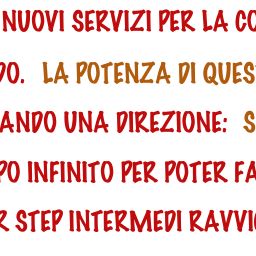 NUOVI SERVIZI PER LA CO
DO. LA POTENZA DI QUES
ANDO UNA DIREZIONE: S
PO INFINITO PER POTER FA
R STEP INTERMEDI RAVVIC